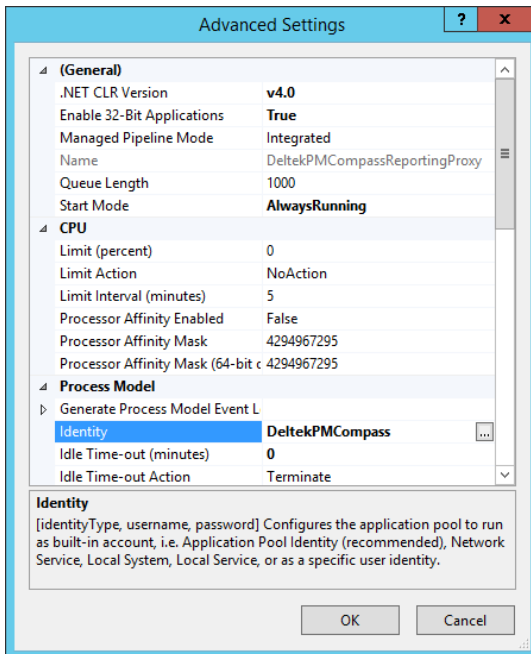 Advanced Settings
? x
(General)
.NET CLR Version v4.0
Enable 32-Bit Applications True
Managed Pipeline Mode Integrated
Name DeltekPMCompassReportingProxy
Queue Length 1000
Start Mode AlwaysRunning
CPU
Limit (percent) 0
Limit Action NoAction
Limit Interval (minutes) 5
Processor Affinity Enabled False
Processor Affinity Mask 4294967295
Processor Affinity Mask (64-bit c 4294967295
Process Model
Generate Process Model Event L
Identity DeltekPMCompass ...
Idle Time-out (minutes) 0
Idle Time-out Action Terminate
Identity
[identityType, username, password] Configures the application pool to run
as built-in account, i.e. Application Pool Identity (recommended), Network
Service, Local System, Local Service, or as a specific user identity.
OK Cancel